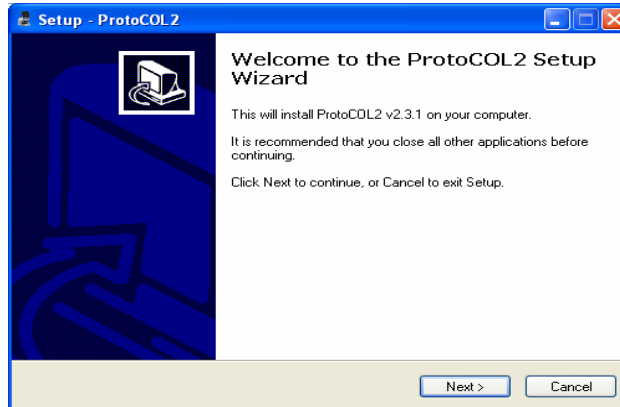 Setup - ProtoCOL2
Welcome to the ProtoCOL2 Setup
Wizard
This will install ProtoCOL2 v2.3.1 on your computer.
It is recommended that you close all other applications before
continuing.
Click Next to continue, or Cancel to exit Setup.
Next >
Cancel